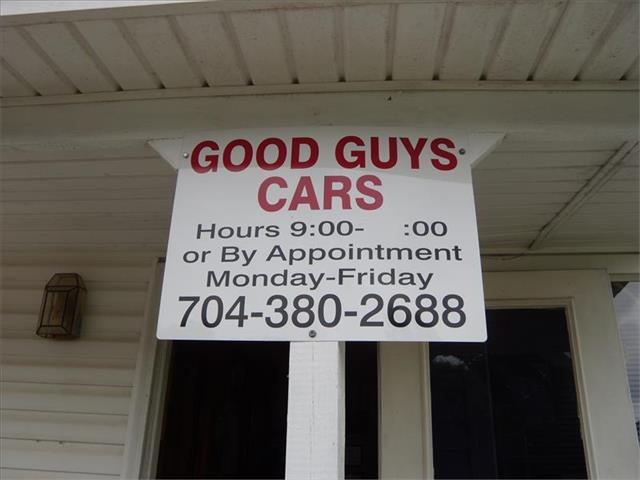 GOOD GUYS
CARS
Hours 9:00- :00
or By Appointment
Monday-Friday
704-380-2688